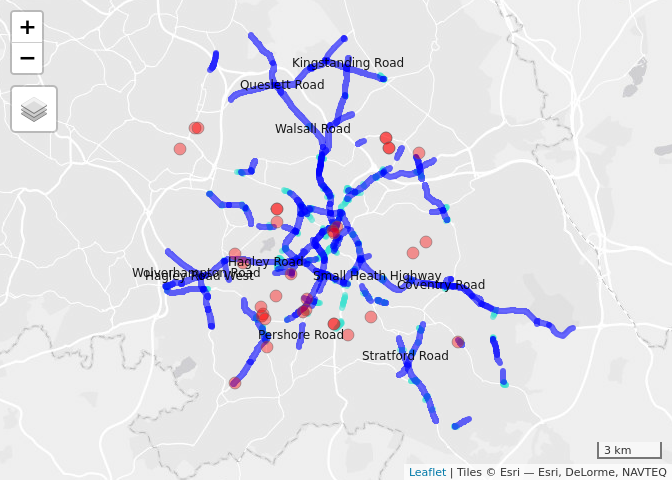 +
−
Kingstanding Road
Queslett Road
Walsall Road
Hagley Road
Wolverhampton Road
Hagley Road West
Small Heath Highway
Coventry Road
Pershore Road
Stratford Road
3 km
Leaflet | Tiles © Esri — Esri, DeLorme, NAVTEQ